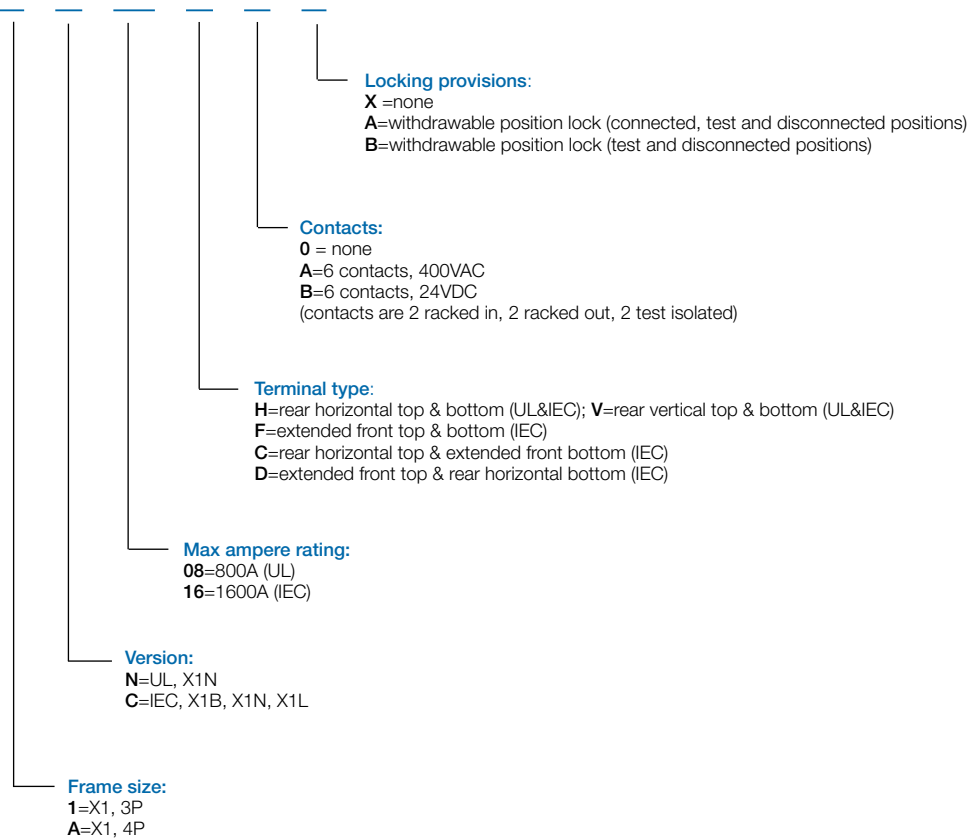 Locking provisions:
X =none
A=withdrawable position lock (connected, test and disconnected positions)
B=withdrawable position lock (test and disconnected positions)
Contacts:
0 = none
A=6 contacts, 400VAC
B=6 contacts, 24VDC
(contacts are 2 racked in, 2 racked out, 2 test isolated)
Terminal type:
H=rear horizontal top & bottom (UL&IEC); V=rear vertical top & bottom (UL&IEC)
F=extended front top & bottom (IEC)
C=rear horizontal top & extended front bottom (IEC)
D=extended front top & rear horizontal bottom (IEC)
Max ampere rating:
08=800A (UL)
16=1600A (IEC)
Version:
N=UL, X1N
C=IEC, X1B, X1N, X1L
Frame size:
1=X1, 3P
A=X1, 4P